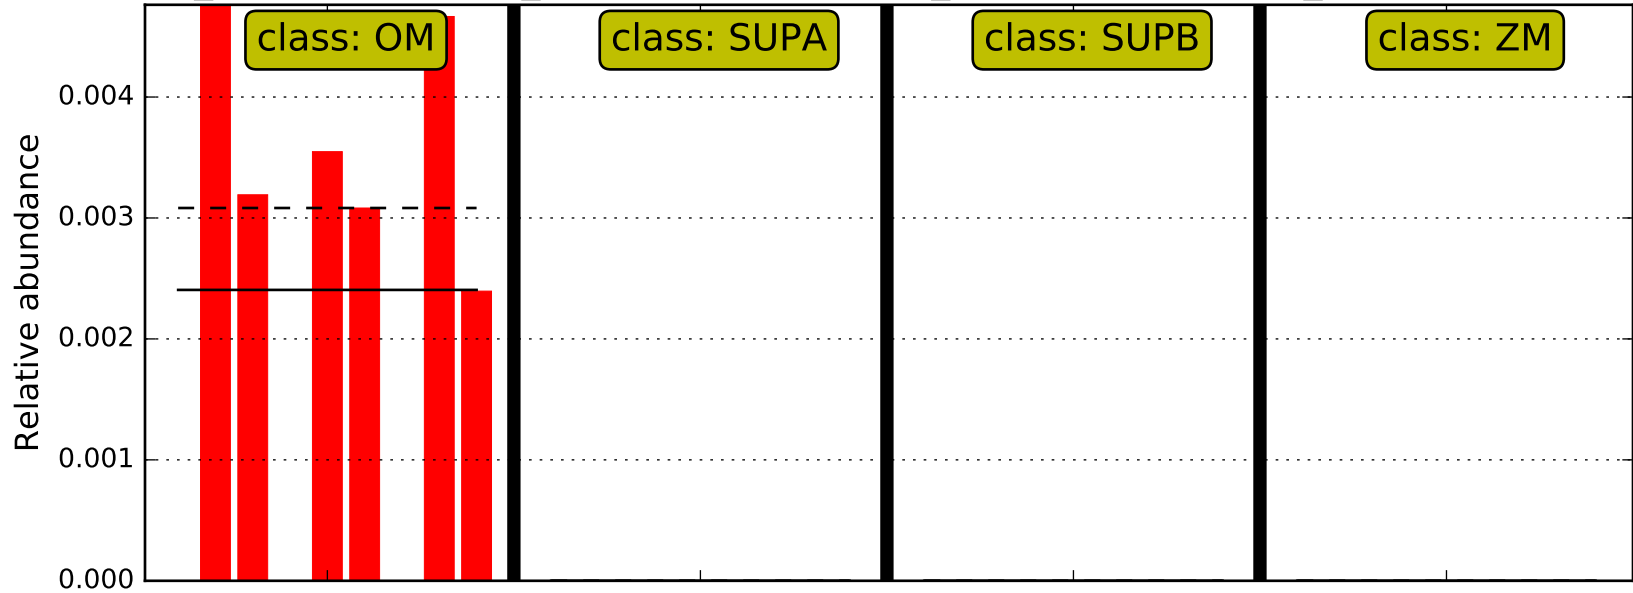 class: OM
class: SUPA
class: SUPB
class: ZM
0.004
0.003
0.002
0.001
0.000
Relative abundance